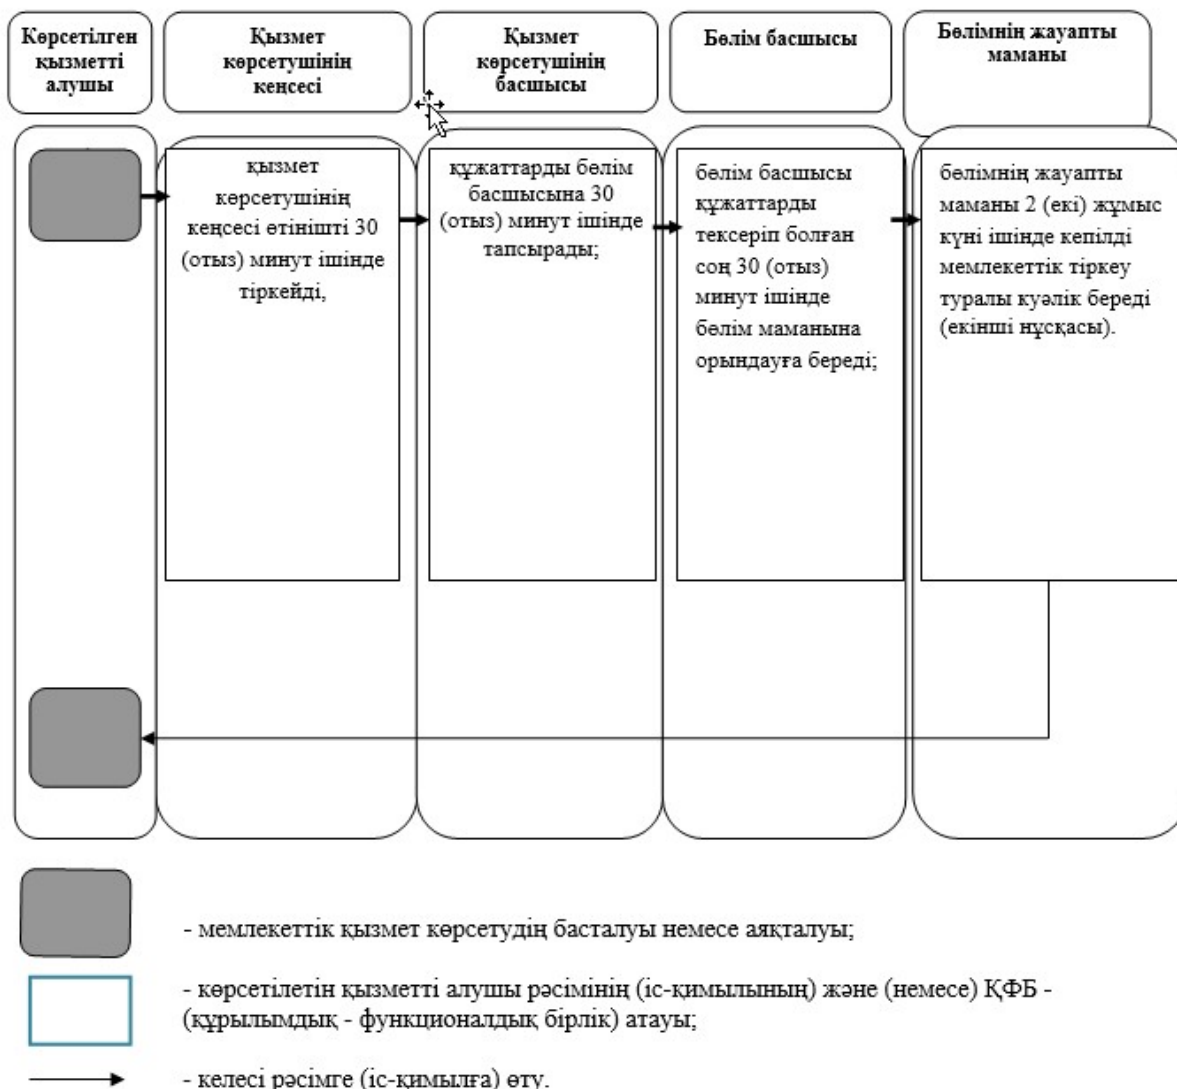 Көрсетілген
қызметті
алушы
Қызмет
көрсетушінің
кеңсесі
Қызмет
көрсетушінің
басшысы
Бөлім басшысы
Бөлімнің жауапты
маманы
қызмет
көрсетушінің
кеңсесі өтінішті 30
(отыз) минут ішінде
тіркейді,
құжаттарды бөлім
басшысына 30
(отыз) минут ішінде
тапсырады;
бөлім басшысы
құжаттарды
тексеріп болған
соң 30 (отыз)
минут ішінде
бөлім маманына
орындауға береді;
бөлімнің жауапты
маманы 2 (екі) жұмыс
күні ішінде кепілді
мемлекеттік тіркеу
туралы куәлік береді
(екінші нұсқасы).
- мемлекеттік қызмет көрсетудің басталуы немесе аяқталуы;
- көрсетілетін қызметті алушы рәсімінің (іс-қимылының) және (немесе) ҚФБ -
(құрылымдық - функционалдық бірлік) атауы;
- келесі рәсімге (іс-қимылға) өту.